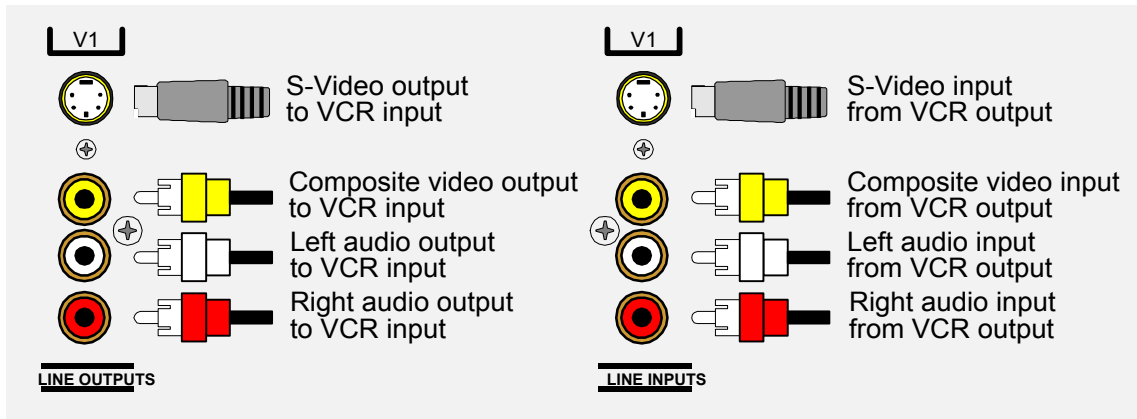 V1
S-Video output
to VCR input
Composite video output
to VCR input
Left audio output
to VCR input
Right audio output
to VCR input
LINE OUTPUTS
V1
S-Video input
from VCR output
Composite video input
from VCR output
Left audio input
from VCR output
Right audio input
from VCR output
LINE INPUTS